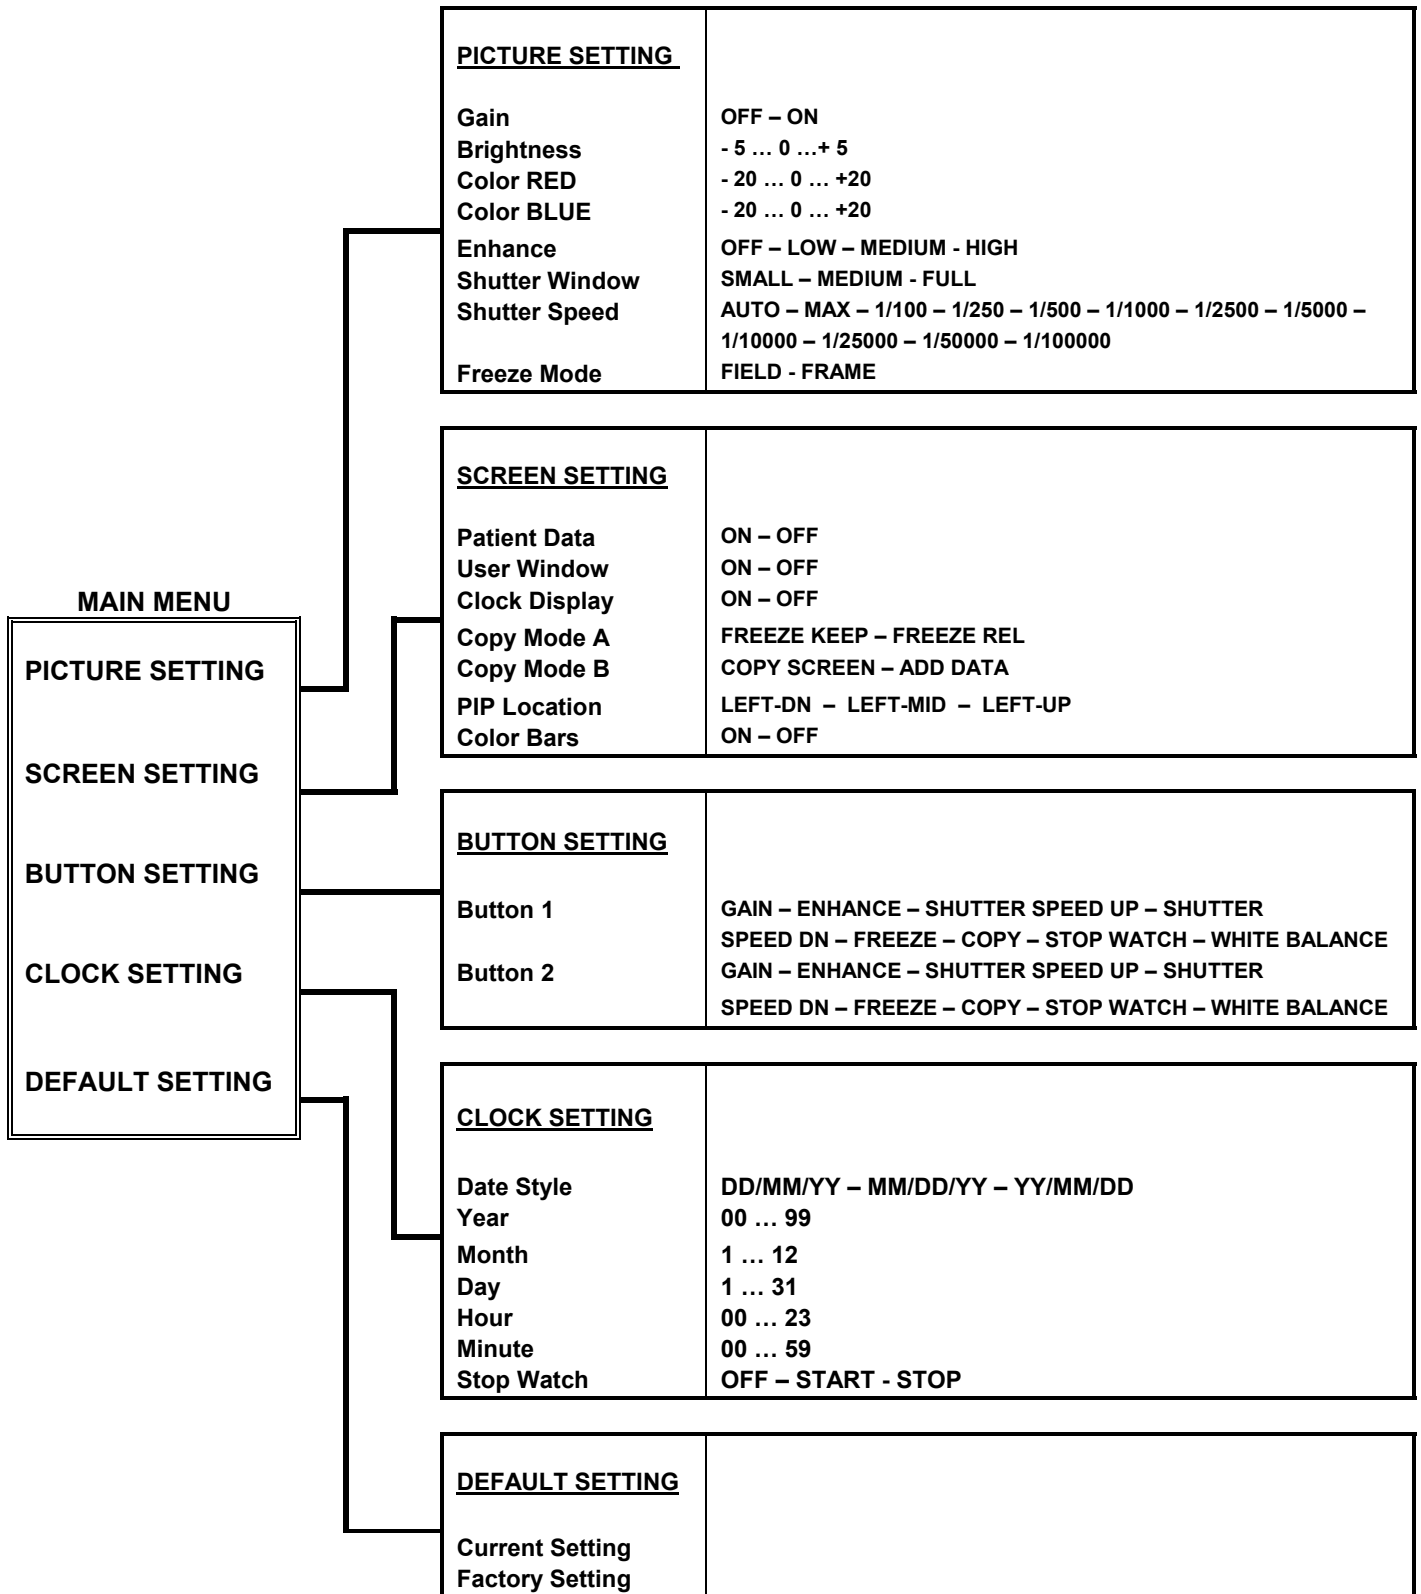 MAIN MENU
PICTURE SETTING
SCREEN SETTING
BUTTON SETTING
CLOCK SETTING
DEFAULT SETTING
PICTURE SETTING
Gain OFF – ON
Brightness - 5 … 0 …+ 5
Color RED - 20 … 0 … +20
Color BLUE - 20 … 0 … +20
Enhance OFF – LOW – MEDIUM - HIGH
Shutter Window SMALL – MEDIUM - FULL
Shutter Speed AUTO – MAX – 1/100 – 1/250 – 1/500 – 1/1000 – 1/2500 – 1/5000 –
1/10000 – 1/25000 – 1/50000 – 1/100000
Freeze Mode FIELD - FRAME
SCREEN SETTING
Patient Data ON – OFF
User Window ON – OFF
Clock Display ON – OFF
Copy Mode A FREEZE KEEP – FREEZE REL
Copy Mode B COPY SCREEN – ADD DATA
PIP Location LEFT-DN – LEFT-MID – LEFT-UP
Color Bars ON – OFF
BUTTON SETTING
Button 1 GAIN – ENHANCE – SHUTTER SPEED UP – SHUTTER
SPEED DN – FREEZE – COPY – STOP WATCH – WHITE BALANCE
Button 2 GAIN – ENHANCE – SHUTTER SPEED UP – SHUTTER
SPEED DN – FREEZE – COPY – STOP WATCH – WHITE BALANCE
CLOCK SETTING
Date Style DD/MM/YY – MM/DD/YY – YY/MM/DD
Year 00 … 99
Month 1 … 12
Day 1 … 31
Hour 00 … 23
Minute 00 … 59
Stop Watch OFF – START - STOP
DEFAULT SETTING
Current Setting
Factory Setting